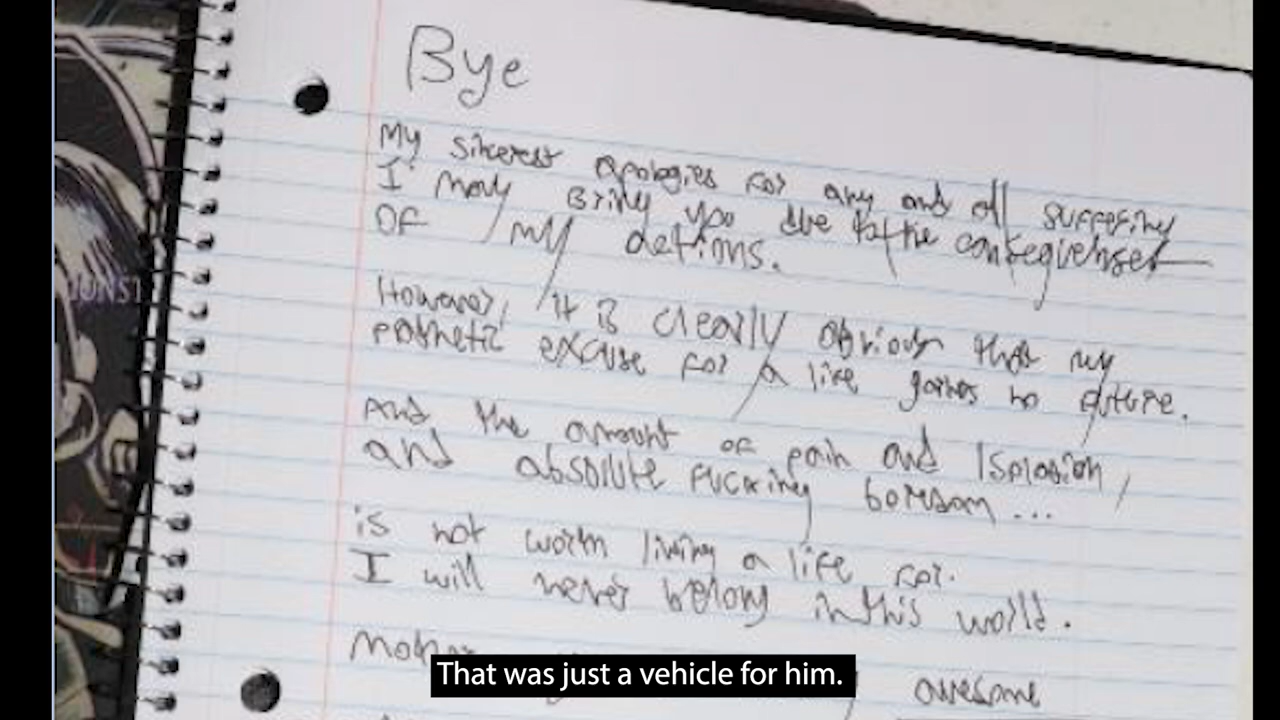 Bye
My sincerest apologies for any and all suffering
I may Bring you due to the consequenses
OF my actions.
However, it is clearly obvious that my
pathetic excuse for a life gaines no future.
And the amount of pain and Isolation,
and absolute fucking boredom...
is not worth living a life for.
I will never belong in this world.
awesome
That was just a vehicle for him.